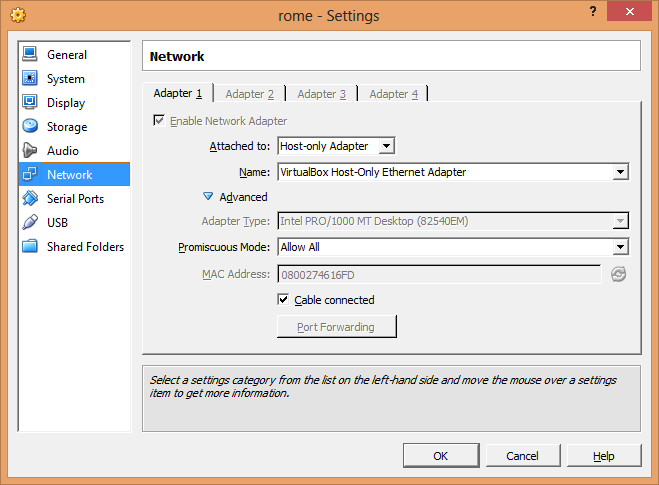 rome - Settings
?
General
System
Display
Storage
Audio
Network
Serial Ports
USB
Shared Folders
Network
Adapter 1 Adapter 2 Adapter 3 Adapter 4
Enable Network Adapter
Attached to: Host-only Adapter
Name: VirtualBox Host-Only Ethernet Adapter
Advanced
Adapter Type: Intel PRO/1000 MT Desktop (82540EM)
Promiscuous Mode: Allow All
MAC Address: 0800274616FD
Cable connected
Port Forwarding
Select a settings category from the list on the left-hand side and move the mouse over a settings
item to get more information.
OK Cancel Help